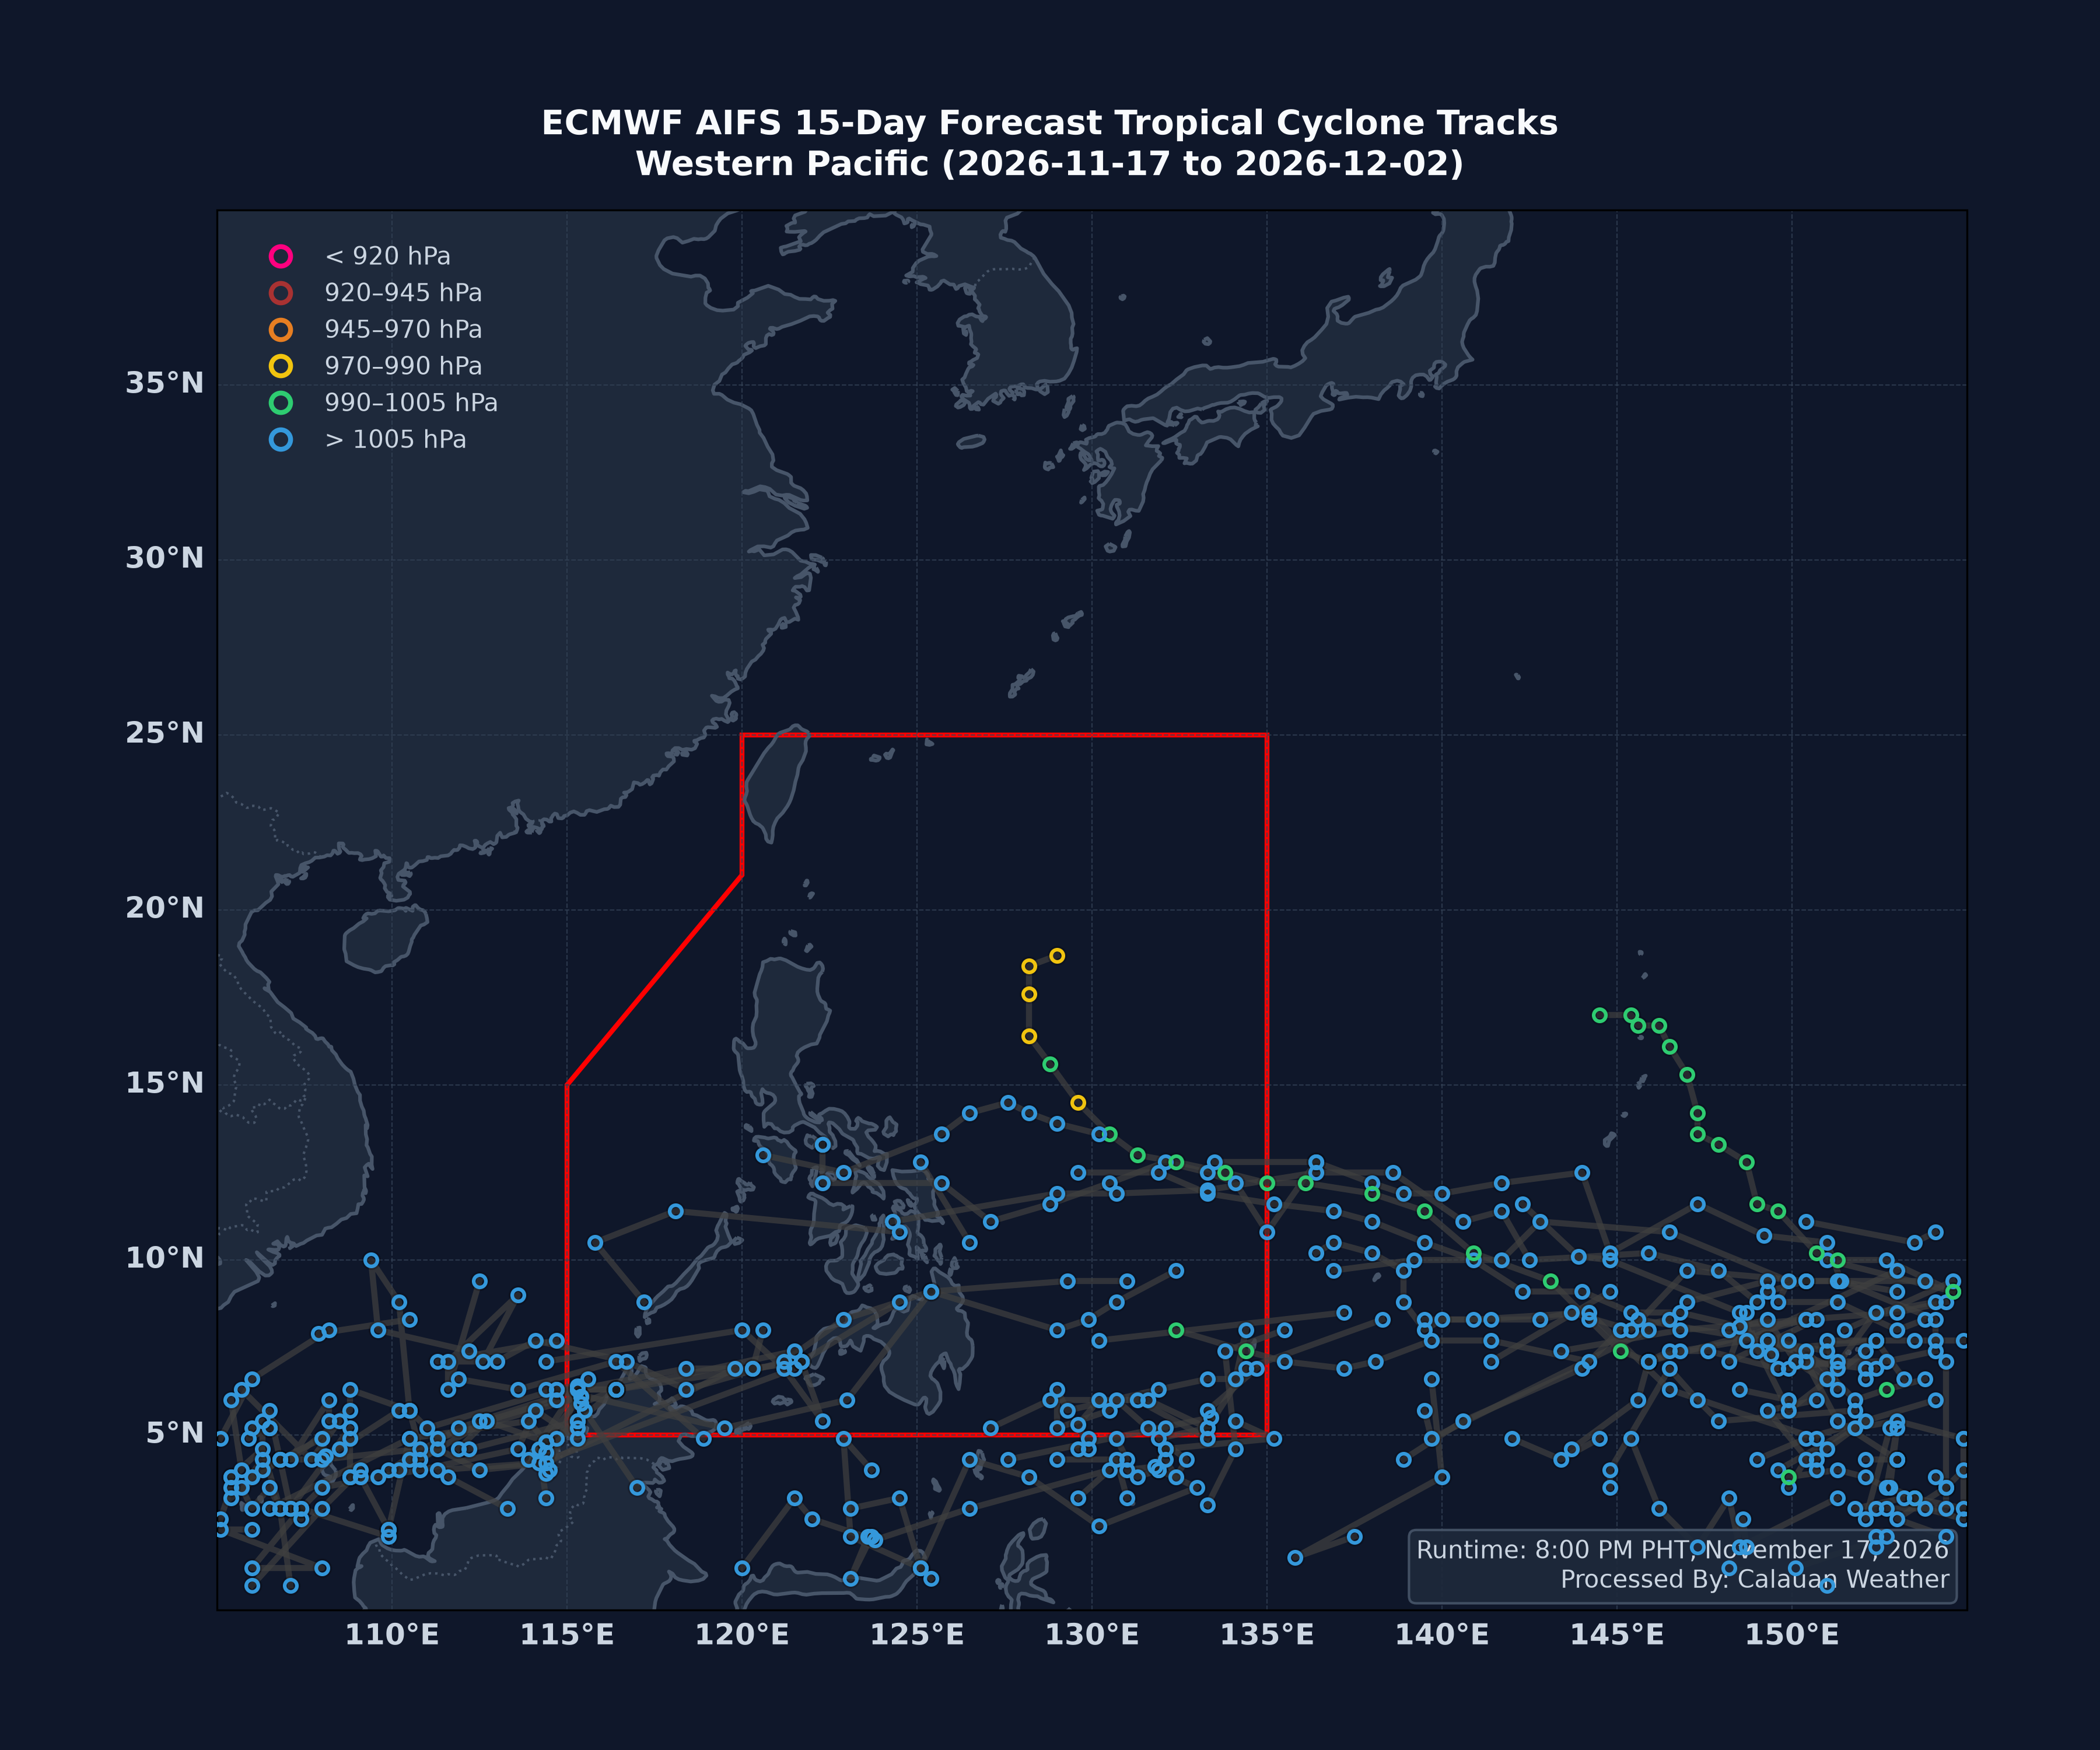 ECMWF AIFS 15-Day Forecast Tropical Cyclone Tracks
Western Pacific (2026-11-17 to 2026-12-02)
< 920 hPa
920–945 hPa
945–970 hPa
970–990 hPa
990–1005 hPa
> 1005 hPa
35°N
30°N
25°N
20°N
15°N
10°N
5°N
Runtime: 8:00 PM PHT, November 17, 2026
Processed By: Calauan Weather
110°E 115°E 120°E 125°E 130°E 135°E 140°E 145°E 150°E